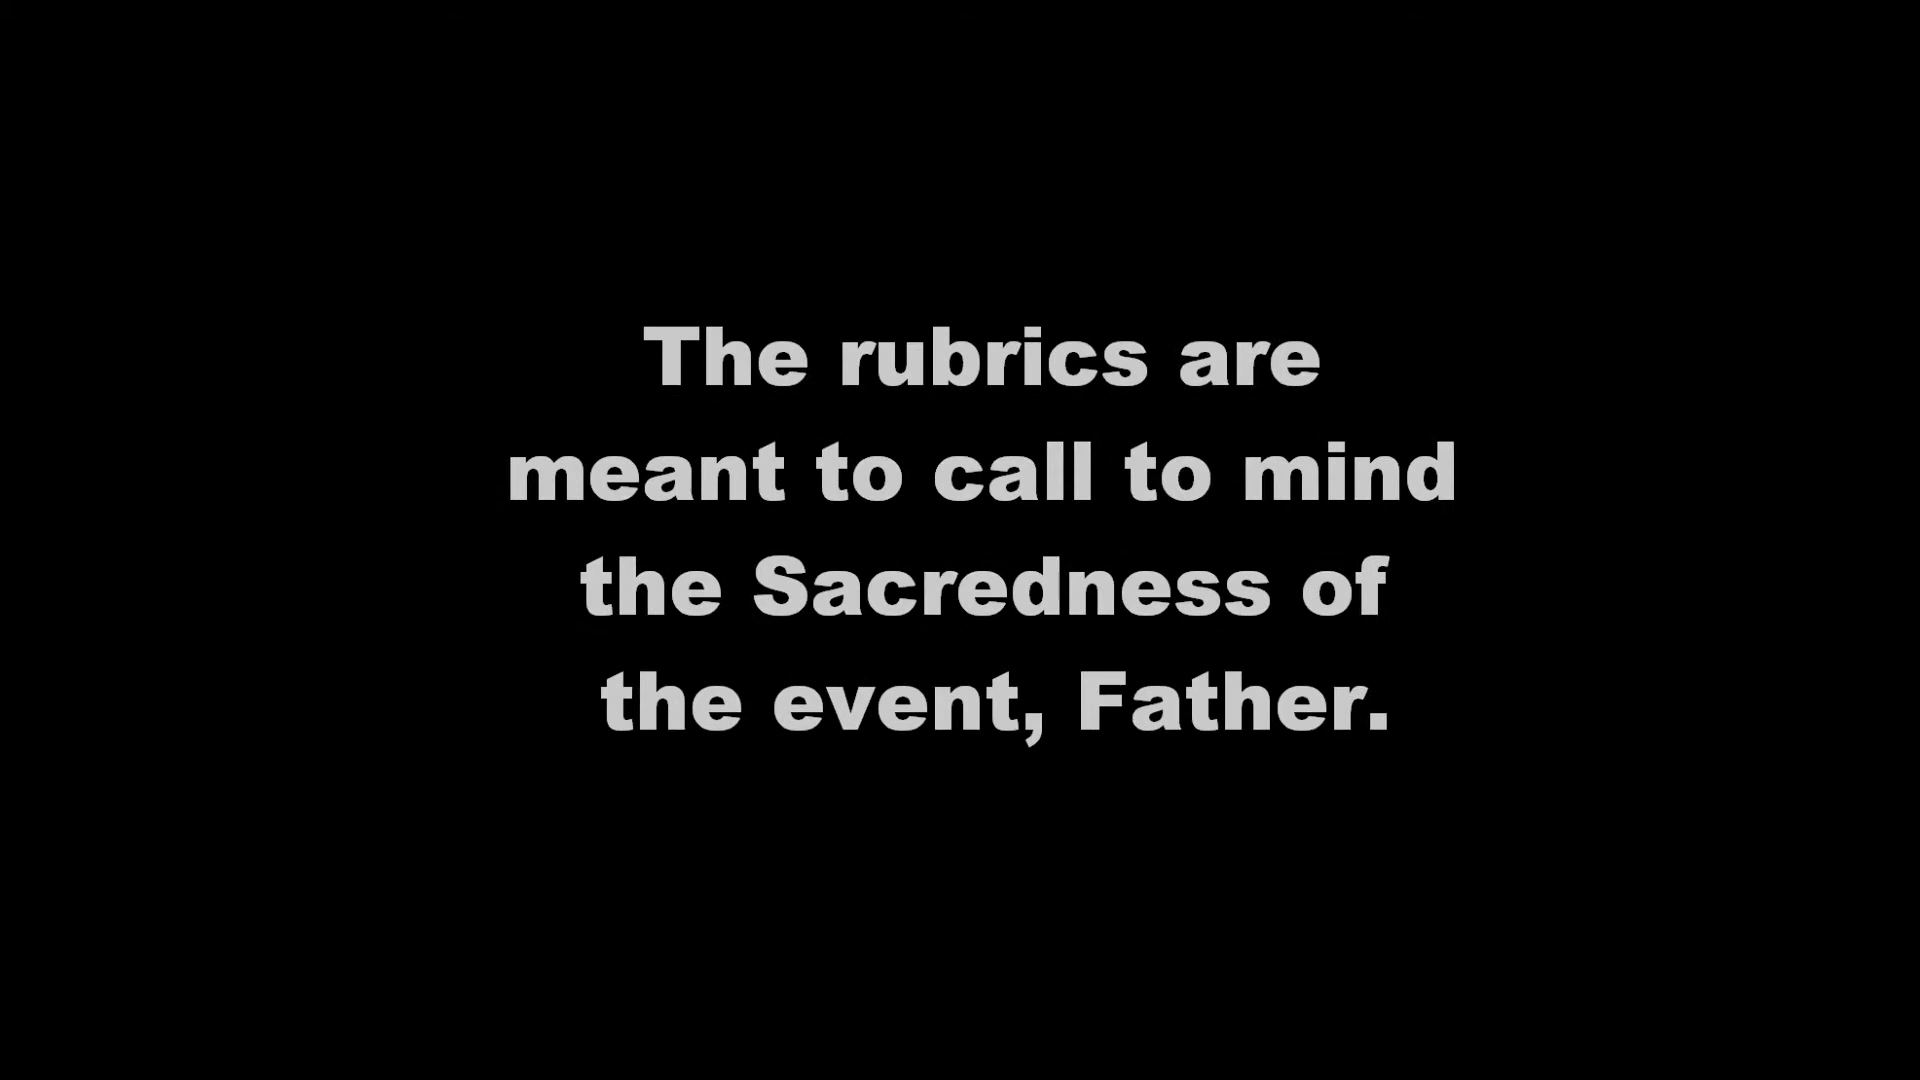 The rubrics are
meant to call to mind
the Sacredness of
the event, Father.